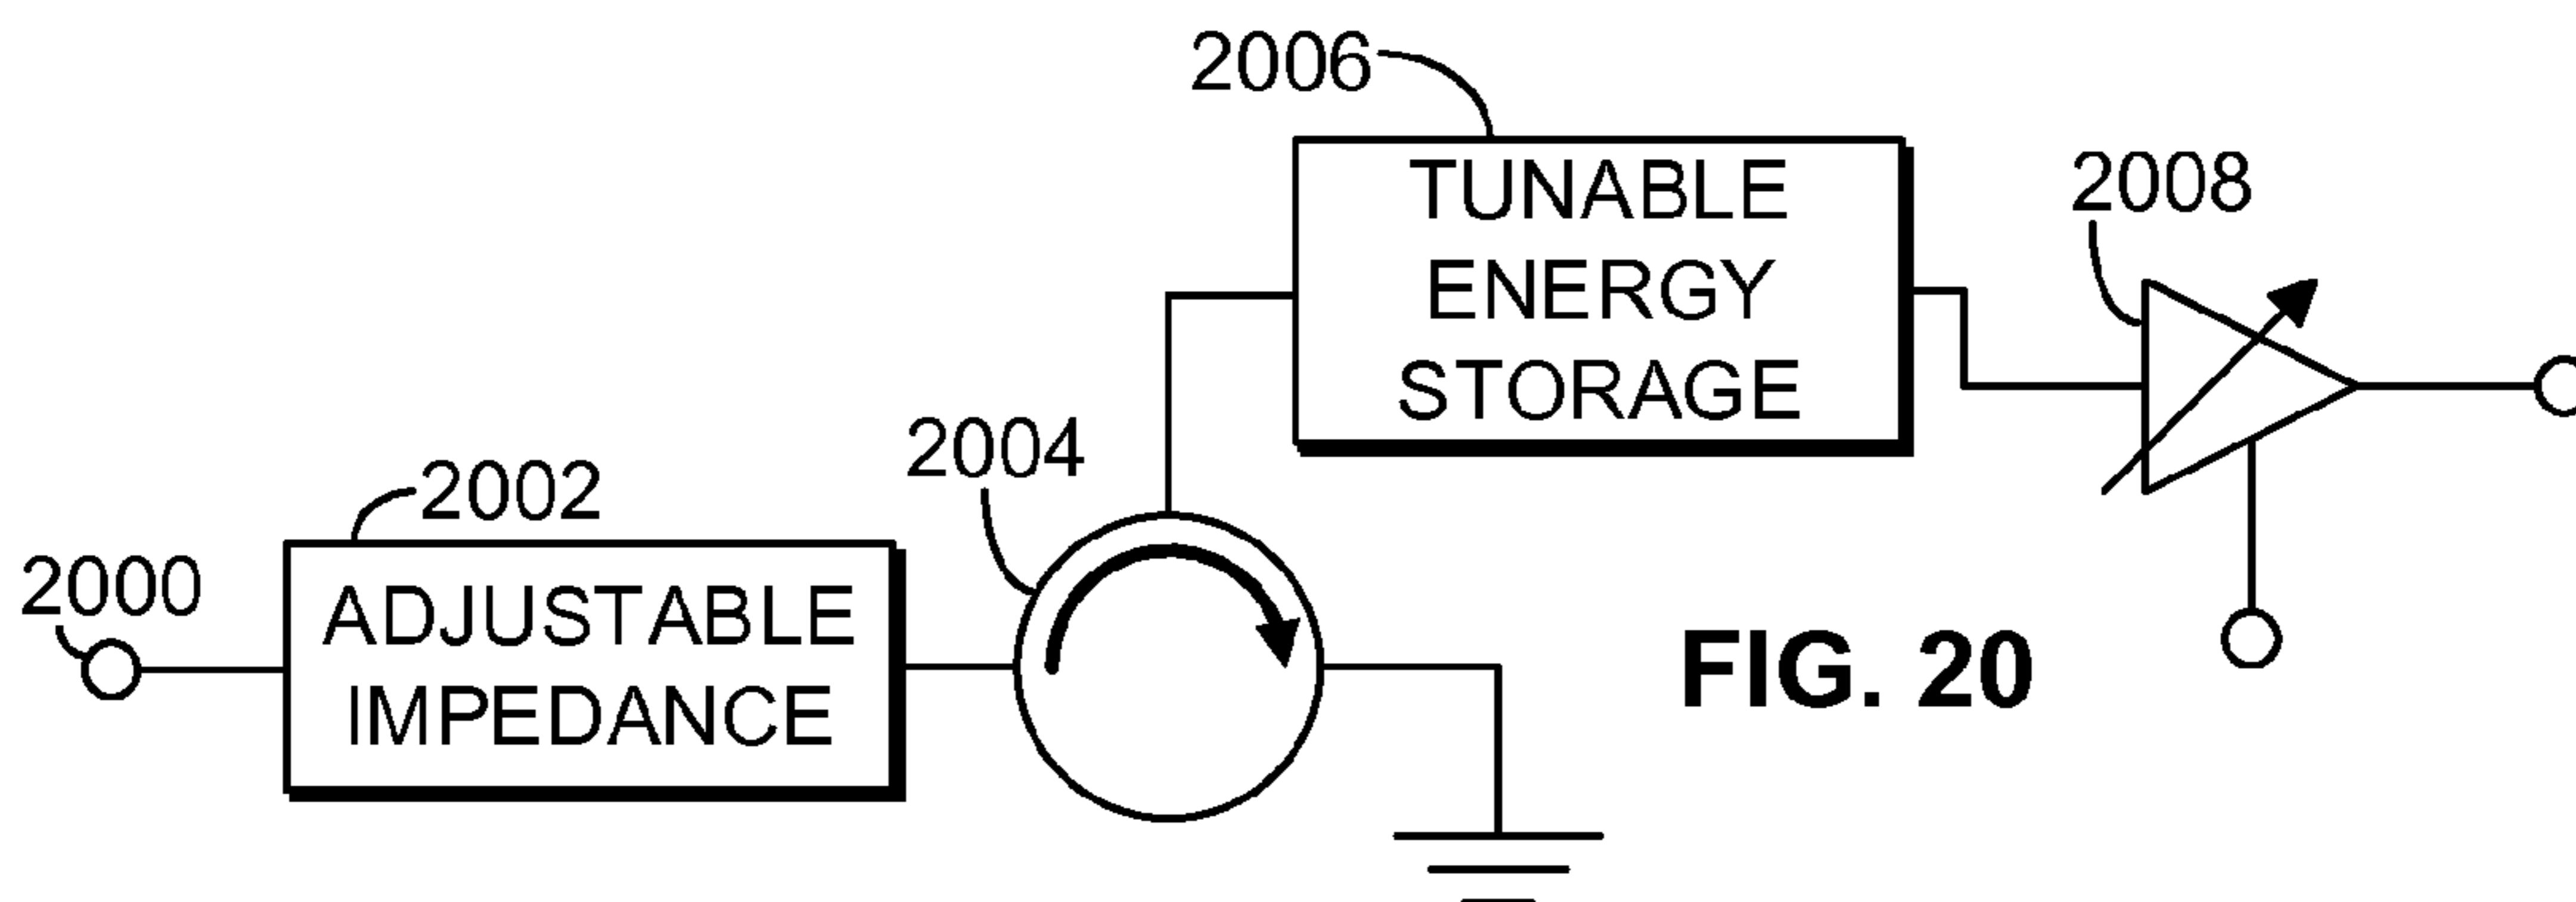 2006
TUNABLE
ENERGY
STORAGE
2008
2004
2002
2000
ADJUSTABLE
IMPEDANCE
FIG. 20